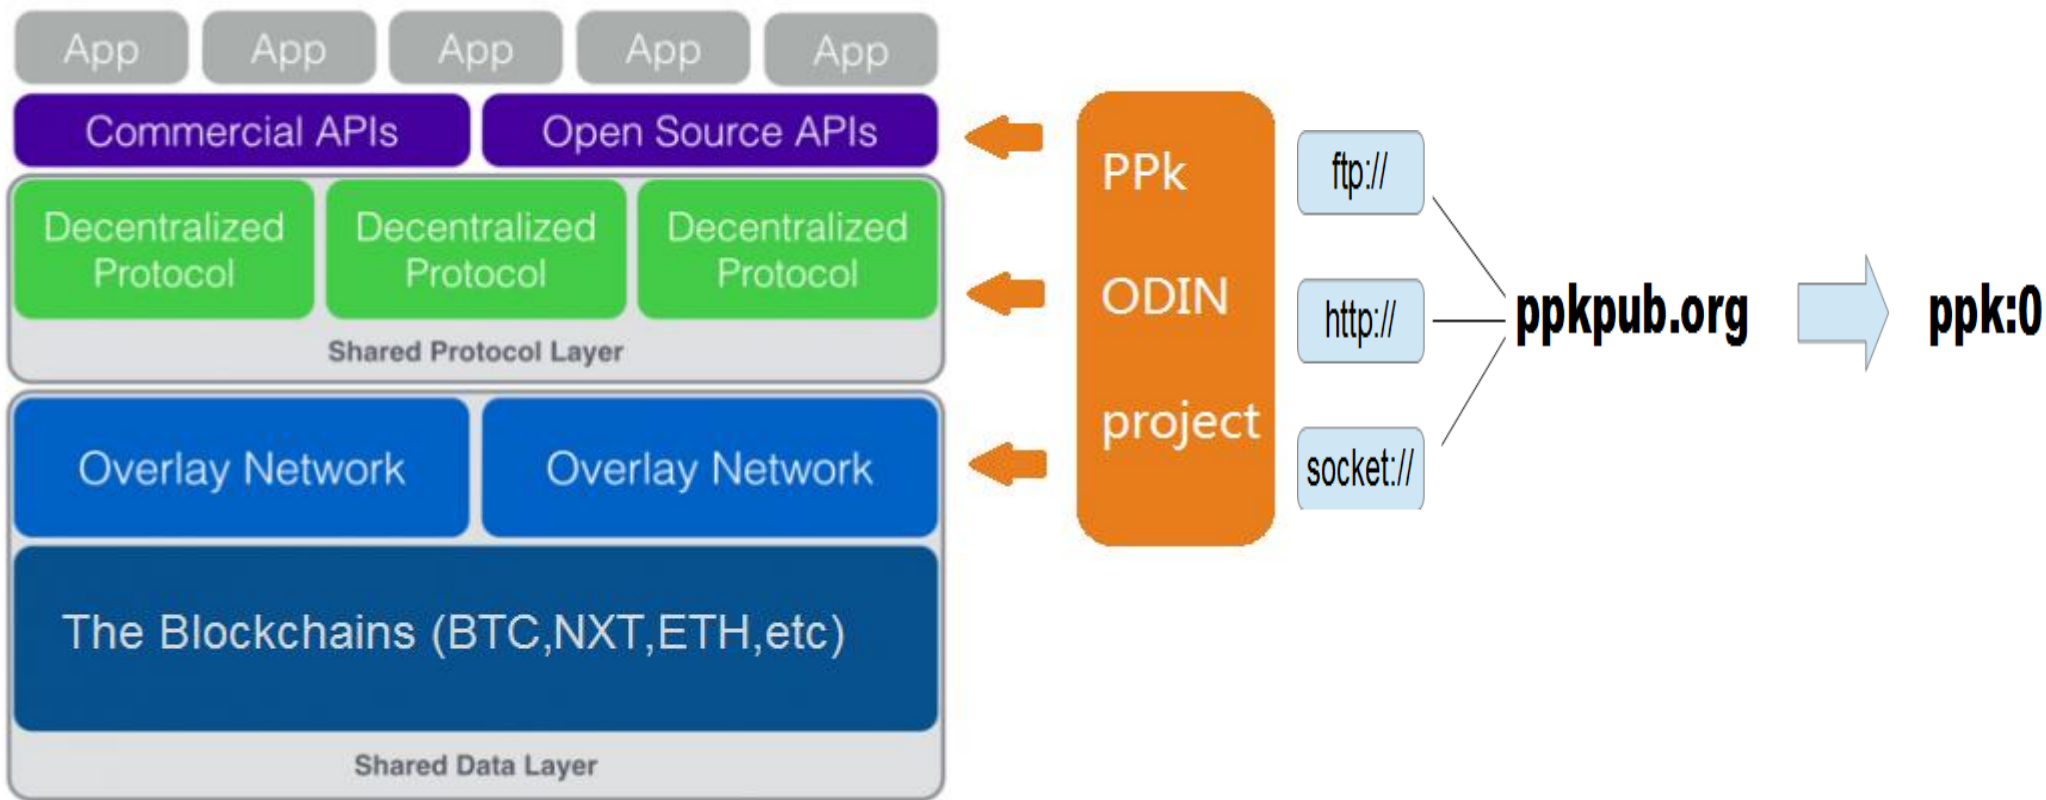 App
App
App
App
App
Commercial APIs
Open Source APIs
Decentralized
Protocol
Decentralized
Protocol
Decentralized
Protocol
Shared Protocol Layer
Overlay Network
Overlay Network
The Blockchains (BTC,NXT,ETH,etc)
Shared Data Layer
PPk
ODIN
project
ftp://
http://
socket://
ppkpub.org
ppk:0